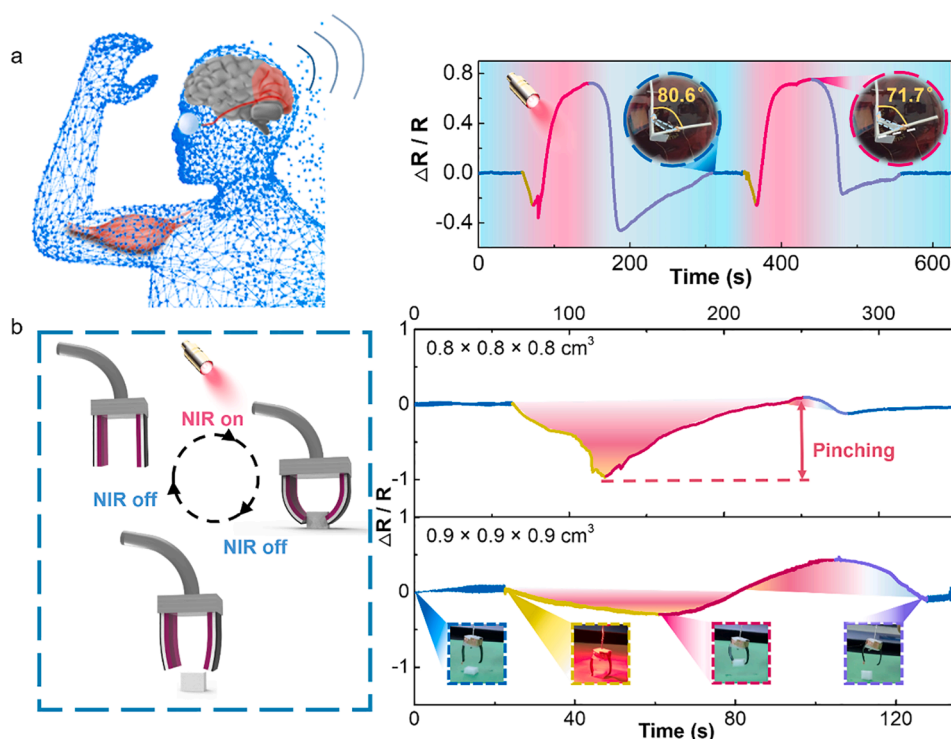 a
ΔR / R
0.8
0.4
0.0
-0.4
80.6°
71.7°
0
200
400
600
Time (s)
b
NIR on
NIR off
NIR off
0
100
200
300
0.8 × 0.8 × 0.8 cm³
1
0
-1
Pinching
ΔR / R
0.9 × 0.9 × 0.9 cm³
1
0
-1
0
40
80
120
Time (s)